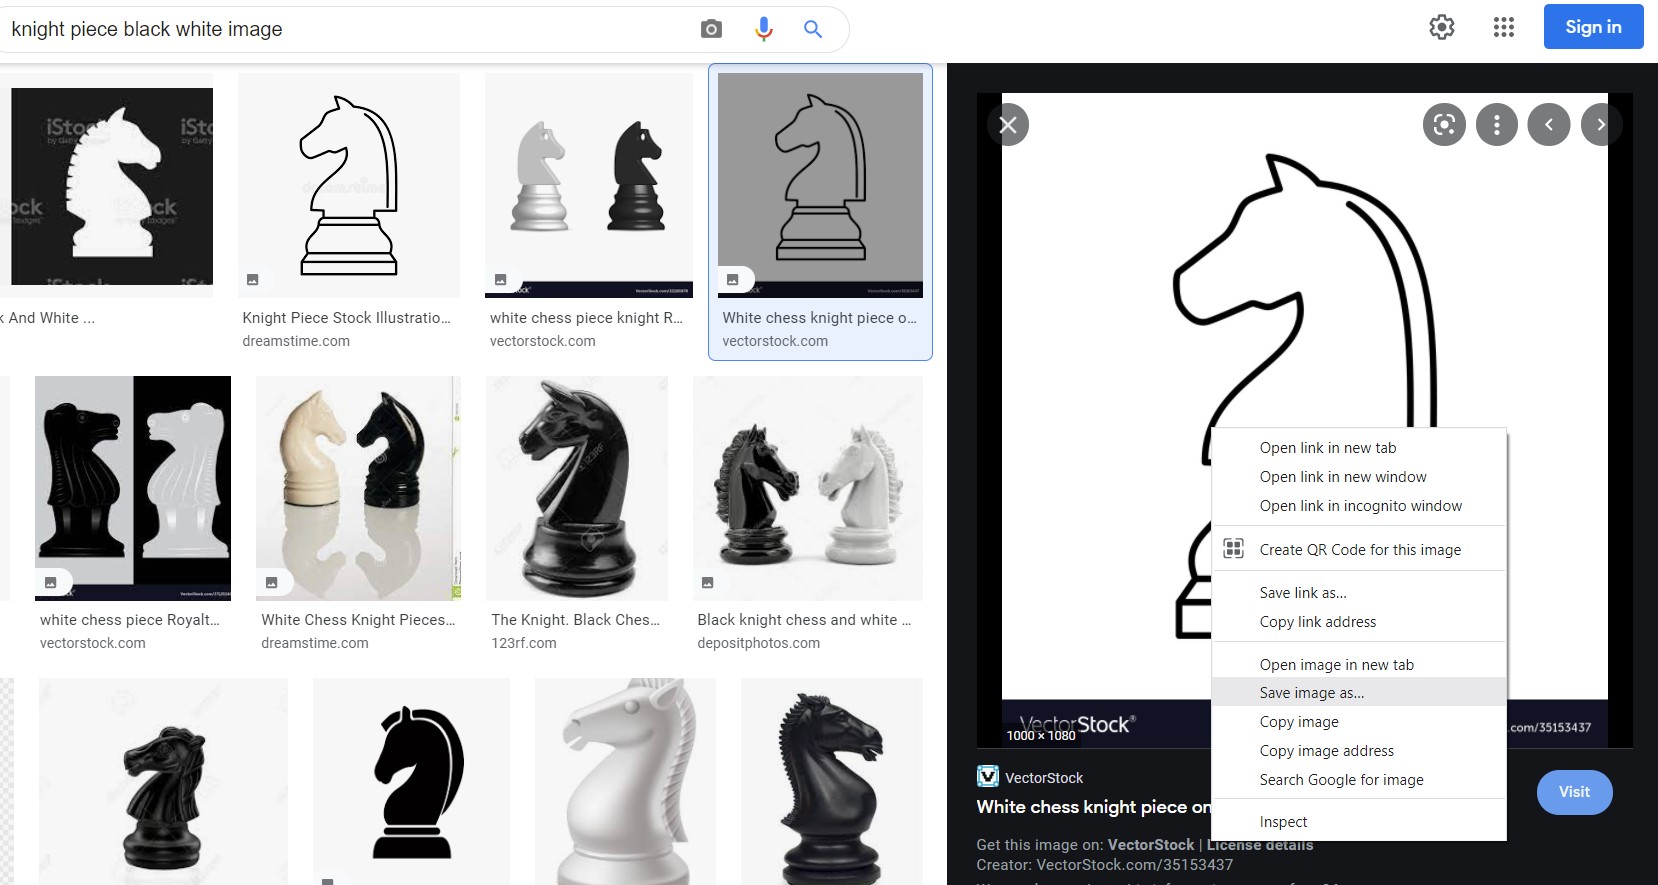 knight piece black white image
Sign in
iStock
by Getty Images
k And White ...
Knight Piece Stock Illustratio...
dreamstime.com
white chess piece knight R...
vectorstock.com
White chess knight piece o...
vectorstock.com
white chess piece Royalt...
vectorstock.com
White Chess Knight Pieces...
dreamstime.com
The Knight. Black Ches...
123rf.com
Black knight chess and white ...
depositphotos.com
Open link in new tab
Open link in new window
Open link in incognito window
Create QR Code for this image
Save link as...
Copy link address
Open image in new tab
Save image as...
Copy image
Copy image address
Search Google for image
Inspect
VectorStock®
.com/35153437
1000 × 1080
VectorStock
White chess knight piece on
Visit
Get this image on: VectorStock | License details
Creator: VectorStock.com/35153437